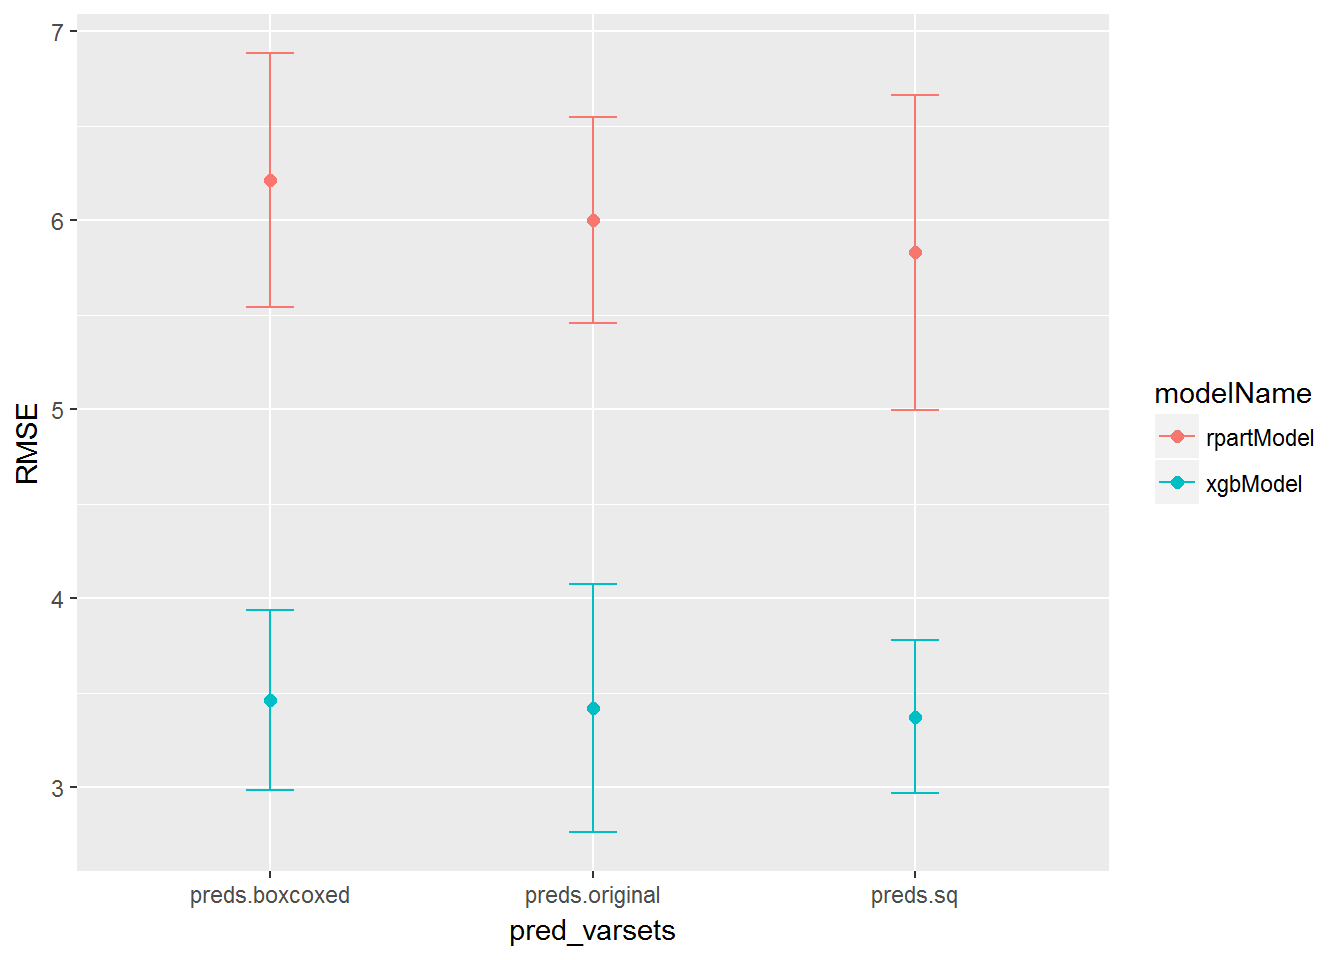 7
6
5
4
3
RMSE
preds.boxcoxed
preds.original
preds.sq
pred_varsets
modelName
rpartModel
xgbModel